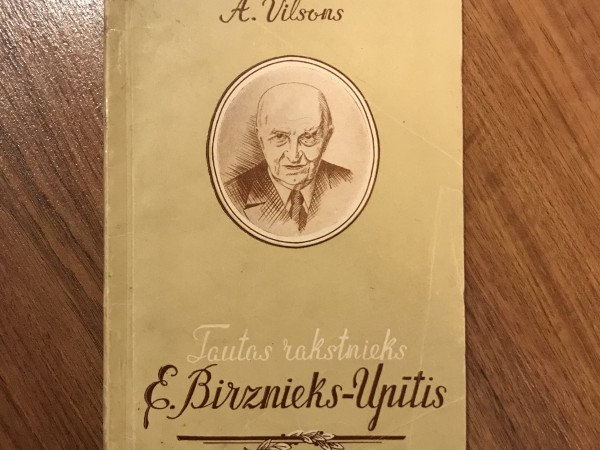 A. Vilsons
Tautas rakstnieks
E. Birznieks-Upītis